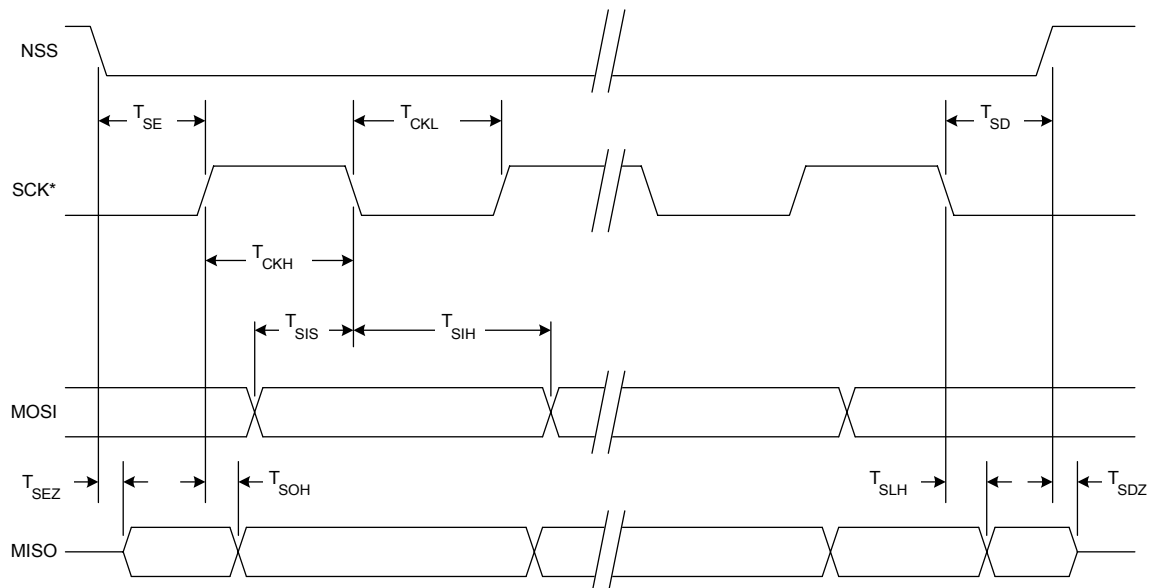 NSS
T_SE
T_CKL
T_SD
SCK*
T_CKH
T_SIS
T_SIH
MOSI
T_SEZ
T_SOH
T_SLH
T_SDZ
MISO